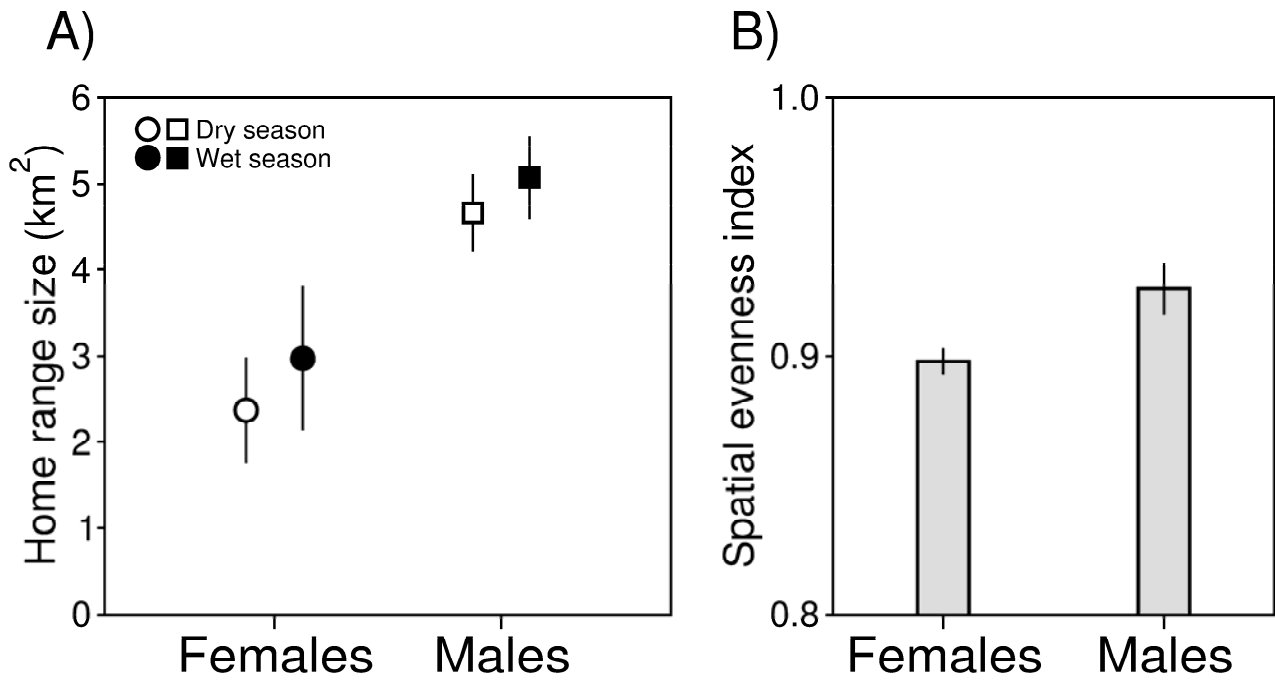 A)
Home range size (km²)
6
5
4
3
2
1
0
Dry season
Wet season
Females Males
B)
Spatial evenness index
1.0
0.9
0.8
Females Males